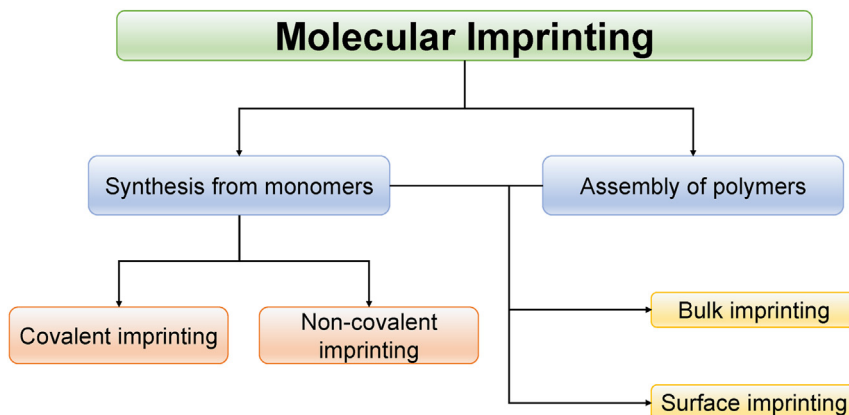 Molecular Imprinting
Synthesis from monomers
Assembly of polymers
Covalent imprinting
Non-covalent
imprinting
Bulk imprinting
Surface imprinting